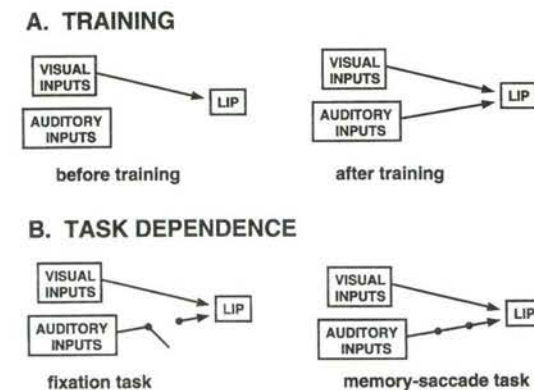 A. TRAINING
VISUAL
INPUTS
LIP
AUDITORY
INPUTS
before training
VISUAL
INPUTS
LIP
AUDITORY
INPUTS
after training
B. TASK DEPENDENCE
VISUAL
INPUTS
LIP
AUDITORY
INPUTS
fixation task
VISUAL
INPUTS
LIP
AUDITORY
INPUTS
memory-saccade task